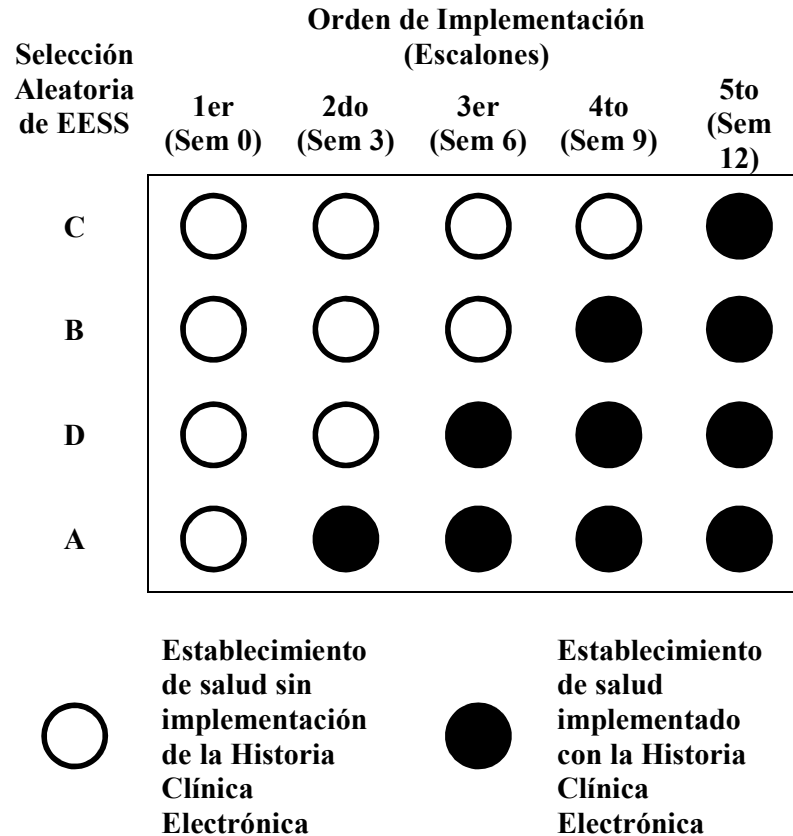 Orden de Implementación
(Escalones)
Selección
Aleatoria
de EESS
1er
(Sem 0)
2do
(Sem 3)
3er
(Sem 6)
4to
(Sem 9)
5to
(Sem
12)
C
B
D
A
Establecimiento
de salud sin
implementación
de la Historia
Clínica
Electrónica
Establecimiento
de salud
implementado
con la Historia
Clínica
Electrónica